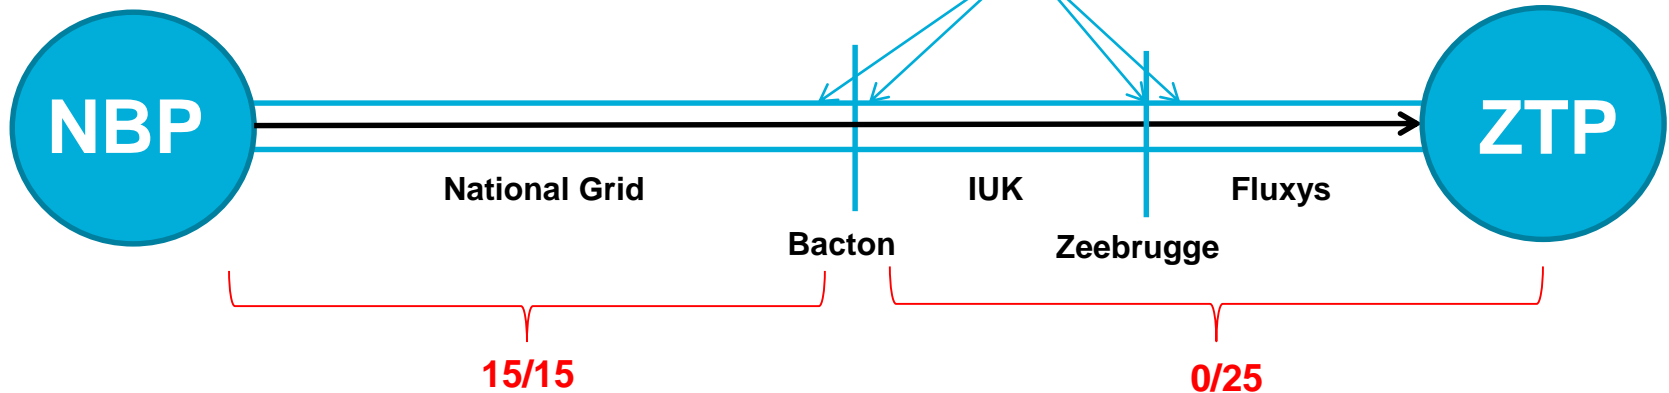 NBP
ZTP
National Grid
IUK
Fluxys
Bacton
Zeebrugge
15/15
0/25